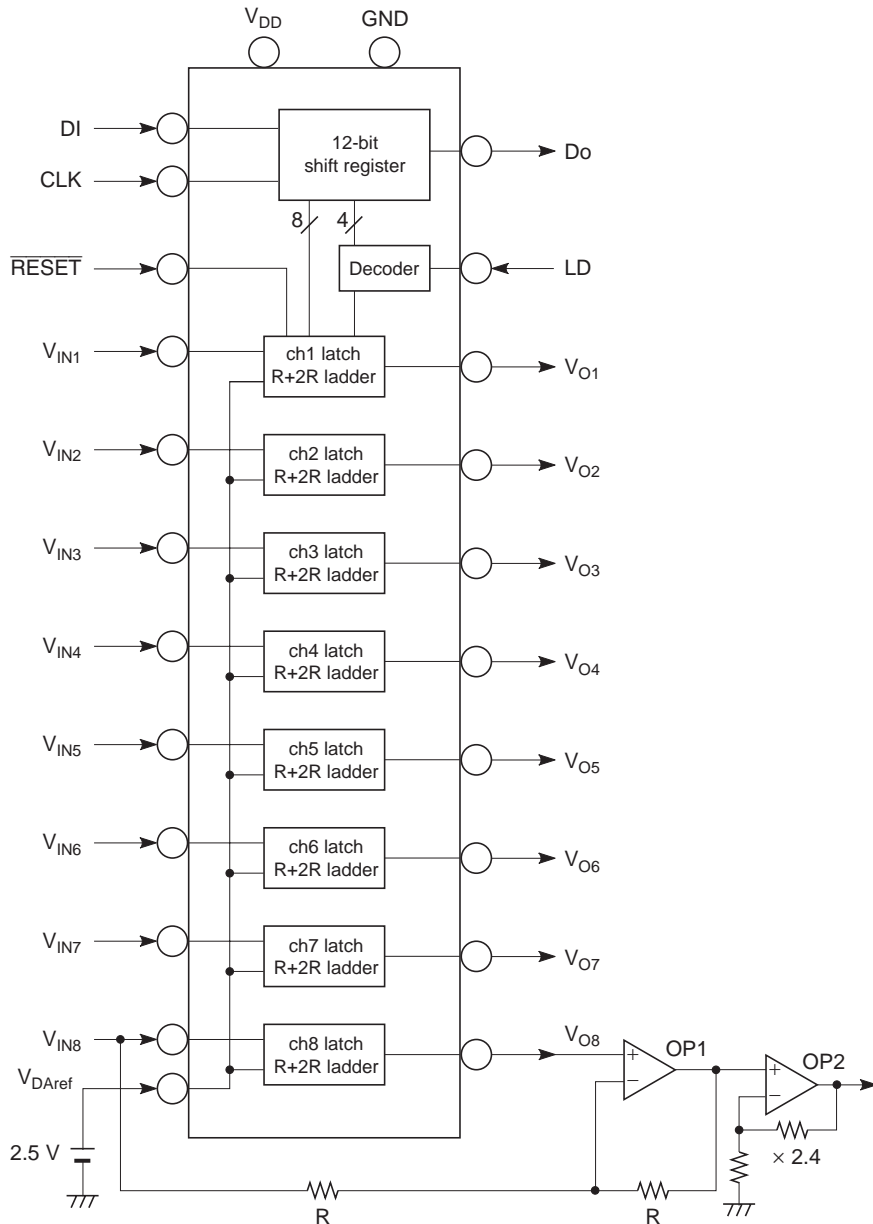 VDD GND
DI
12-bit
shift register
Do
CLK
8 4
RESET
Decoder
LD
VIN1
ch1 latch
R+2R ladder
VO1
VIN2
ch2 latch
R+2R ladder
VO2
VIN3
ch3 latch
R+2R ladder
VO3
VIN4
ch4 latch
R+2R ladder
VO4
VIN5
ch5 latch
R+2R ladder
VO5
VIN6
ch6 latch
R+2R ladder
VO6
VIN7
ch7 latch
R+2R ladder
VO7
VIN8
ch8 latch
R+2R ladder
VO8
OP1
+
−
OP2
+
−
VDAref
2.5 V
× 2.4
R
R